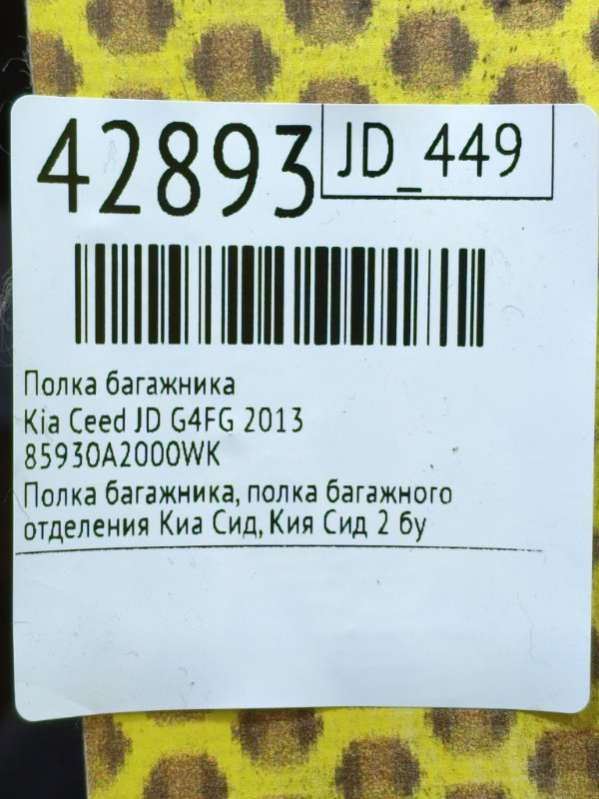 42893
JD_449
Полка багажника
Kia Ceed JD G4FG 2013
85930A2000WK
Полка багажника, полка багажного
отделения Киа Сид, Кия Сид 2 бу